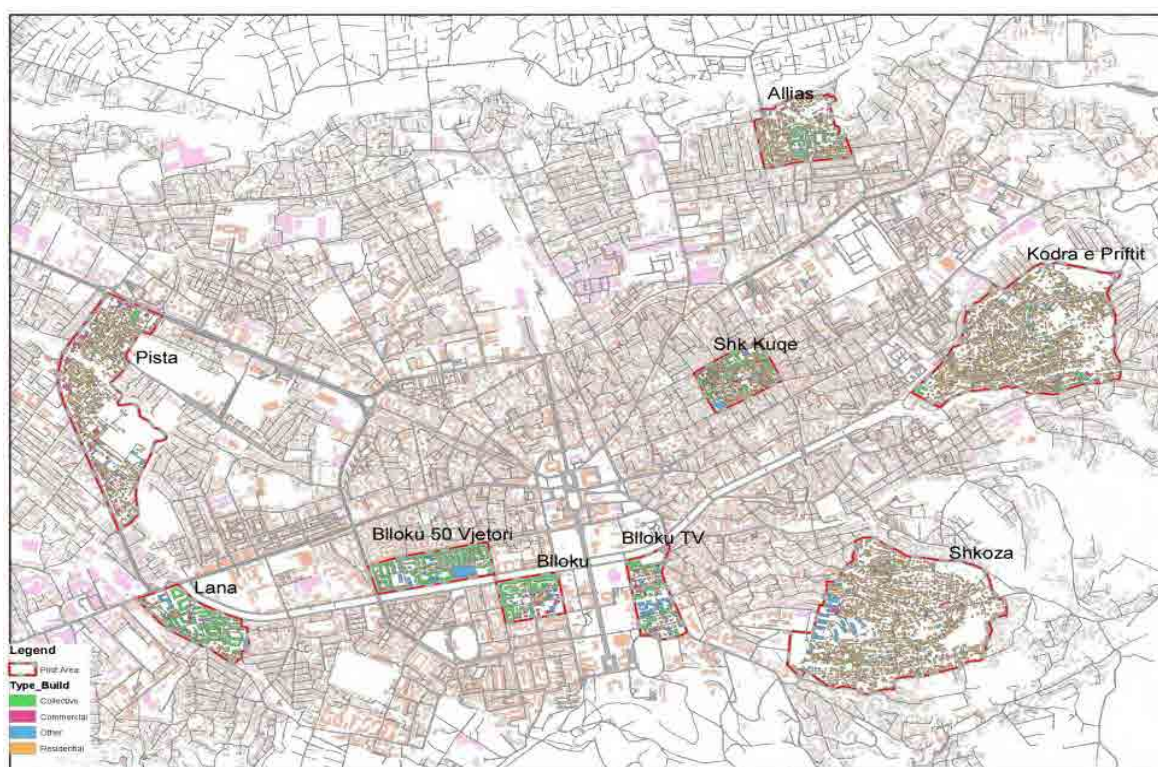 Allias
Kodra e Priftit
Shk Kuqe
Pista
Blloku 50 Vjetori
Blloku TV
Blloku
Shkoza
Lana
Legend
Pilot Area
Type_Build
Collective
Commercial
Other
Residential